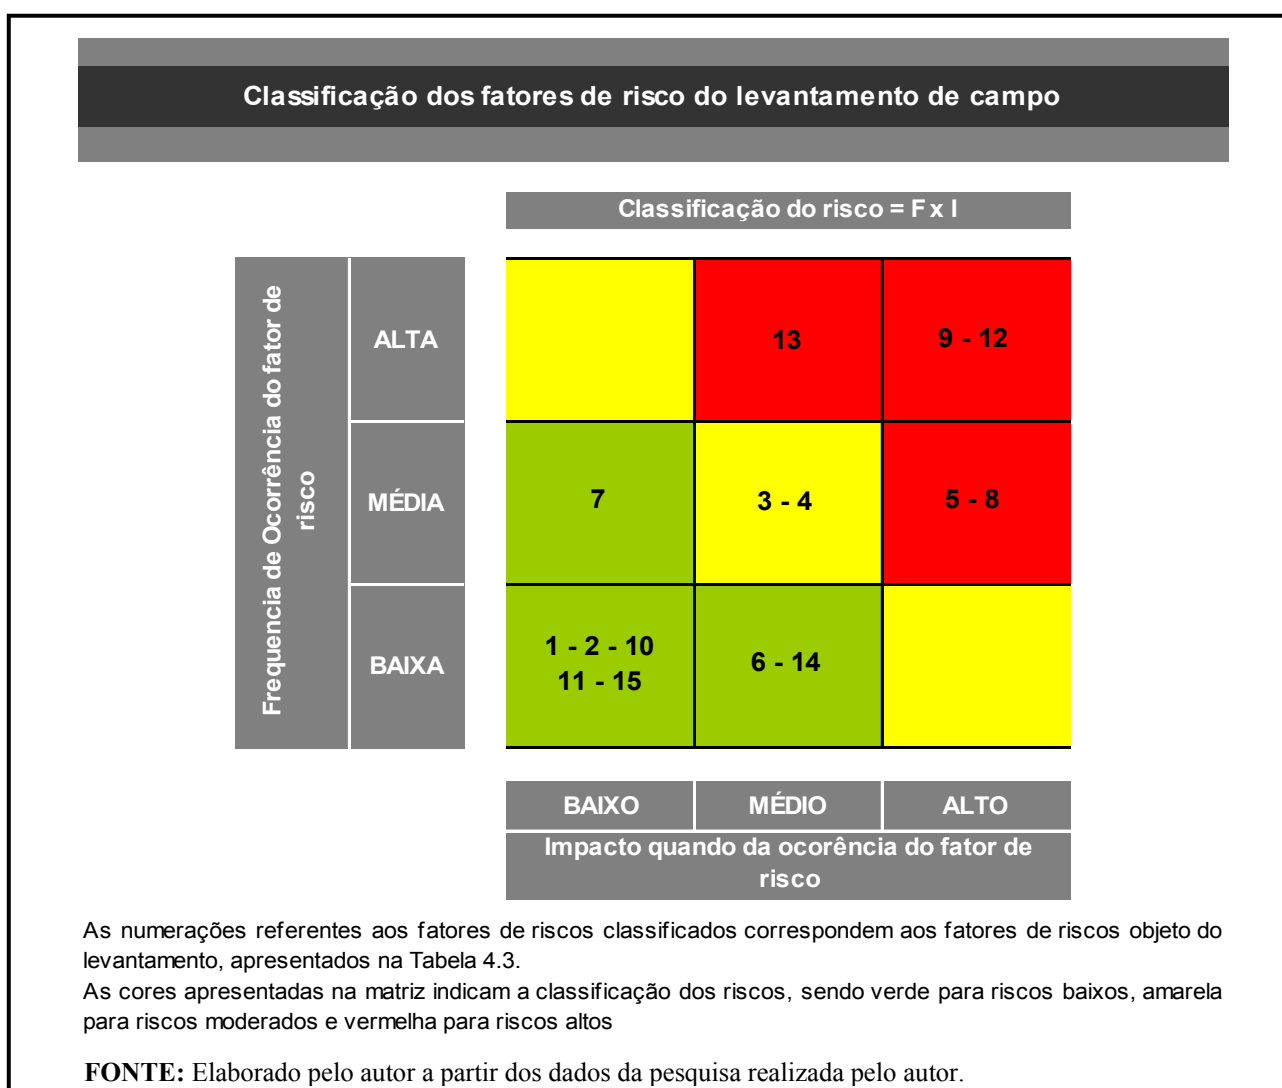 Classificação dos fatores de risco do levantamento de campo
Classificação do risco = F x I
Frequencia de Ocorrência do fator de
risco
ALTA
13
9 - 12
MÉDIA
7
3 - 4
5 - 8
BAIXA
1 - 2 - 10
11 - 15
6 - 14
BAIXO
MÉDIO
ALTO
Impacto quando da ocorência do fator de
risco
As numerações referentes aos fatores de riscos classificados correspondem aos fatores de riscos objeto do
levantamento, apresentados na Tabela 4.3.
As cores apresentadas na matriz indicam a classificação dos riscos, sendo verde para riscos baixos, amarela
para riscos moderados e vermelha para riscos altos
FONTE: Elaborado pelo autor a partir dos dados da pesquisa realizada pelo autor.